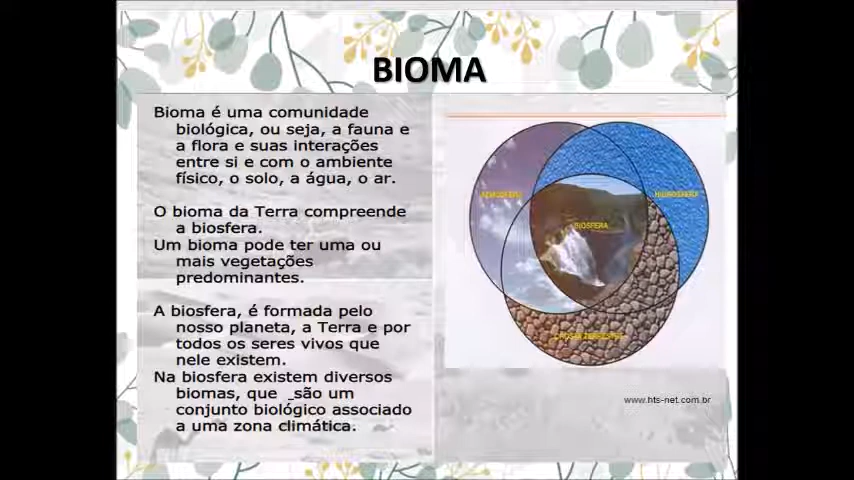 BIOMA
Bioma é uma comunidade
biológica, ou seja, a fauna e
a flora e suas interações
entre si e com o ambiente
físico, o solo, a água, o ar.
O bioma da Terra compreende
a biosfera.
Um bioma pode ter uma ou
mais vegetações
predominantes.
A biosfera, é formada pelo
nosso planeta, a Terra e por
todos os seres vivos que
nele existem.
Na biosfera existem diversos
biomas, que _são um
conjunto biológico associado
a uma zona climática.
ATMOSFERA
HIDROSFERA
BIOSFERA
CROSTA TERRESTRE
www.hts-net.com.br